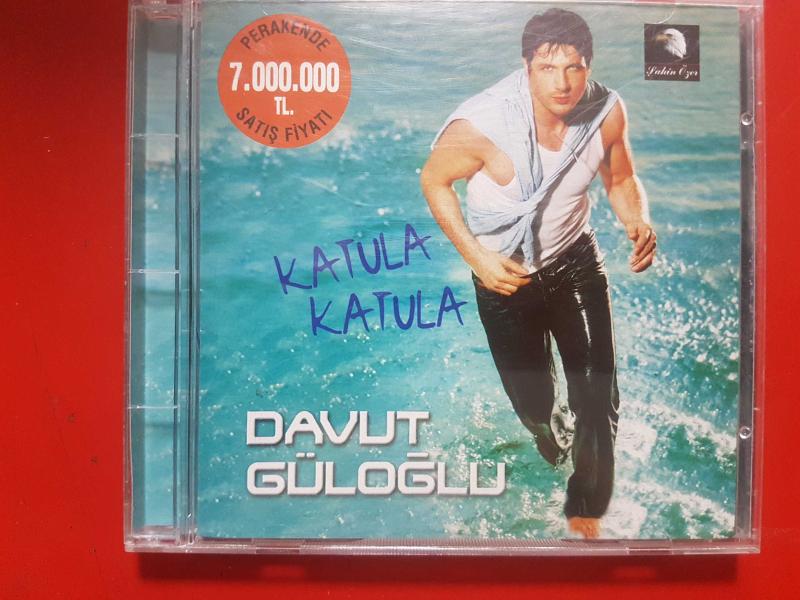 PERAKENDE
7.000.000
TL.
SATIŞ FİYATI
Şahin Özer
KATULA
KATULA
DAVUT
GÜLOĞLU